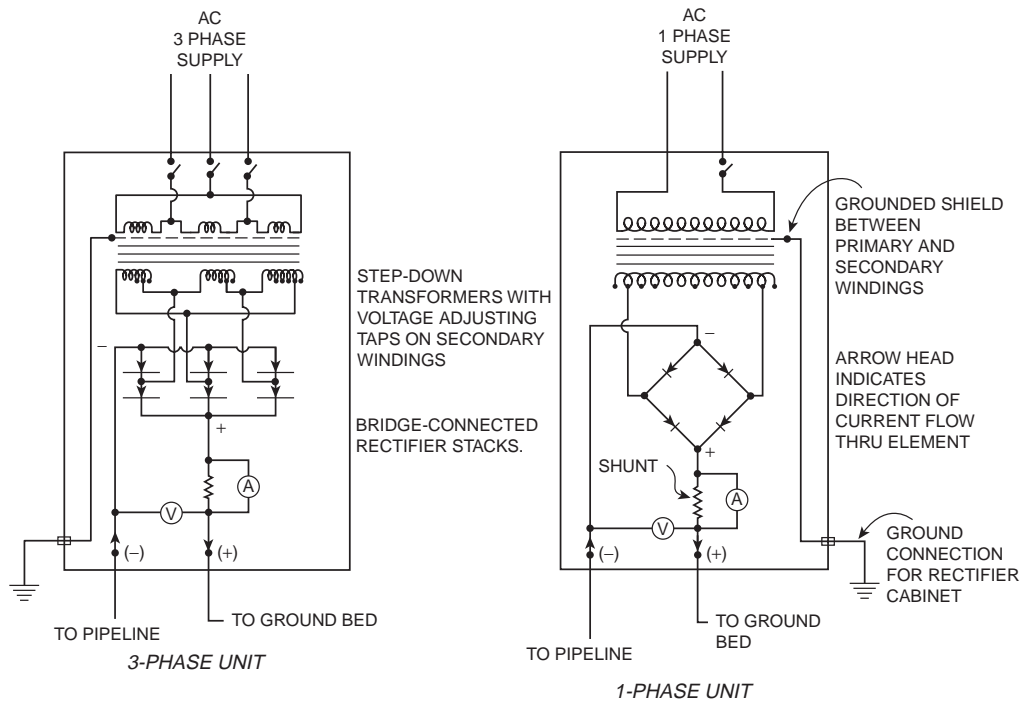 AC
3 PHASE
SUPPLY
AC
1 PHASE
SUPPLY
GROUNDED SHIELD
BETWEEN
PRIMARY AND
SECONDARY
WINDINGS
STEP-DOWN
TRANSFORMERS WITH
VOLTAGE ADJUSTING
TAPS ON SECONDARY
WINDINGS
–
–
ARROW HEAD
INDICATES
DIRECTION OF
CURRENT FLOW
THRU ELEMENT
BRIDGE-CONNECTED
RECTIFIER STACKS.
+
+
SHUNT
A
A
V
V
(–)
(+)
(–)
(+)
GROUND
CONNECTION
FOR RECTIFIER
CABINET
TO GROUND BED
TO PIPELINE
TO GROUND
BED
TO PIPELINE
3-PHASE UNIT
1-PHASE UNIT